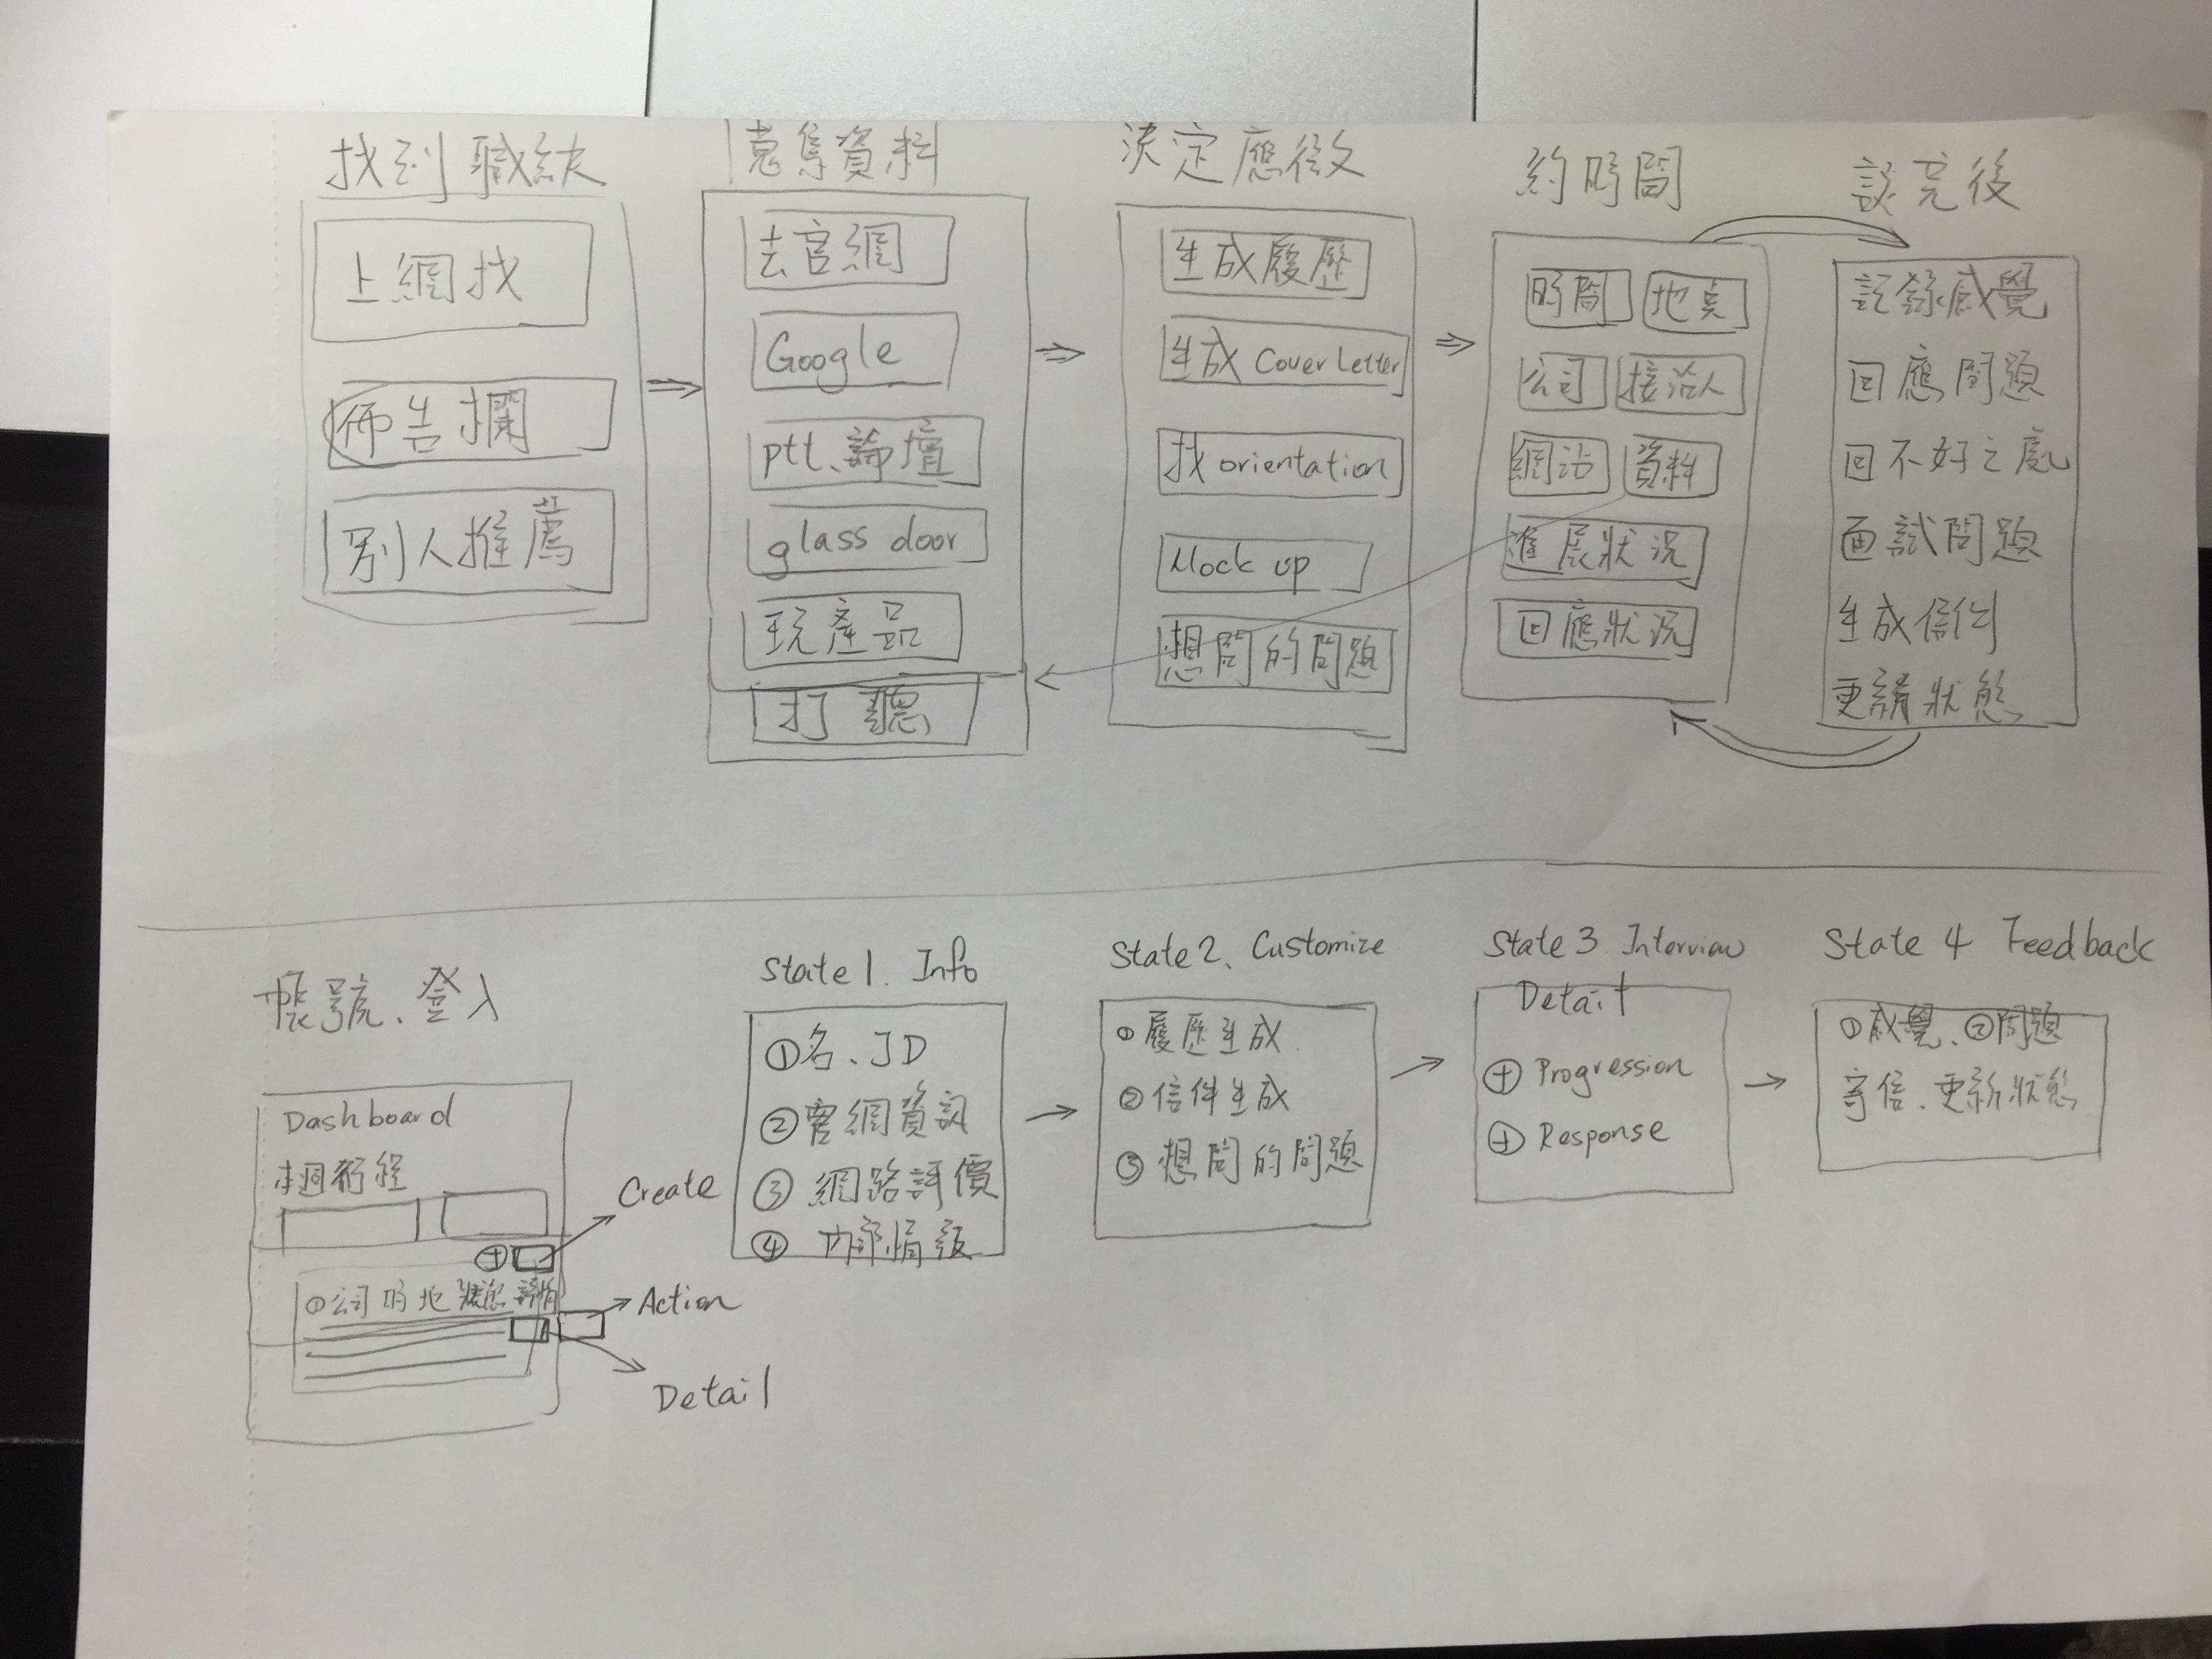 找到職缺
上網找
佈告欄
別人推薦
蒐集資料
去官網
Google
ptt、論壇
glass door
玩產品
打聽
決定應徵
生成履歷
生成 Cover Letter
找 orientation
Mock up
想問的問題
約時間
時間 地點
公司 接洽人
網站 資料
進展狀況
回應狀況
談完後
記錄感覺
回應問題
回不好之處
面試問題
生成信件
更新狀態
帳號、登入
Dashboard
本週行程
+
①公司 時 地 狀態 詳情
Create
Action
Detail
State 1. Info
①名、JD
②官網資訊
③網路評價
④內部情報
State 2、Customize
①履歷生成
②信件生成
③想問的問題
State 3 Interview
Detail
+ Progression
+ Response
State 4 Feedback
①感覺、②問題
寄信、更新狀態